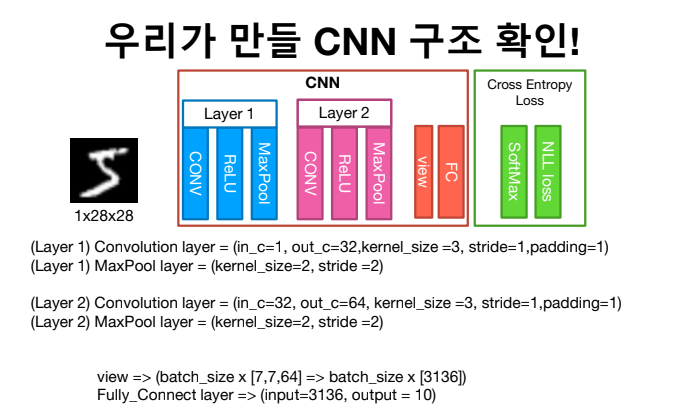 우리가 만들 CNN 구조 확인!
CNN
Cross Entropy
Loss
Layer 1
Layer 2
CONV
ReLU
MaxPool
CONV
ReLU
MaxPool
view
FC
SoftMax
NLL loss
1x28x28
(Layer 1) Convolution layer = (in_c=1, out_c=32,kernel_size =3, stride=1,padding=1)
(Layer 1) MaxPool layer = (kernel_size=2, stride =2)
(Layer 2) Convolution layer = (in_c=32, out_c=64, kernel_size =3, stride=1,padding=1)
(Layer 2) MaxPool layer = (kernel_size=2, stride =2)
view => (batch_size x [7,7,64] => batch_size x [3136])
Fully_Connect layer => (input=3136, output = 10)